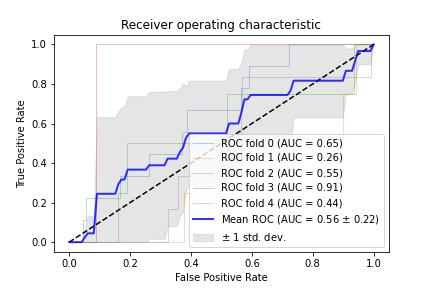 Receiver operating characteristic
True Positive Rate
1.0
0.8
0.6
0.4
0.2
0.0
ROC fold 0 (AUC = 0.65)
ROC fold 1 (AUC = 0.26)
ROC fold 2 (AUC = 0.55)
ROC fold 3 (AUC = 0.91)
ROC fold 4 (AUC = 0.44)
Mean ROC (AUC = 0.56 ± 0.22)
± 1 std. dev.
0.0 0.2 0.4 0.6 0.8 1.0
False Positive Rate